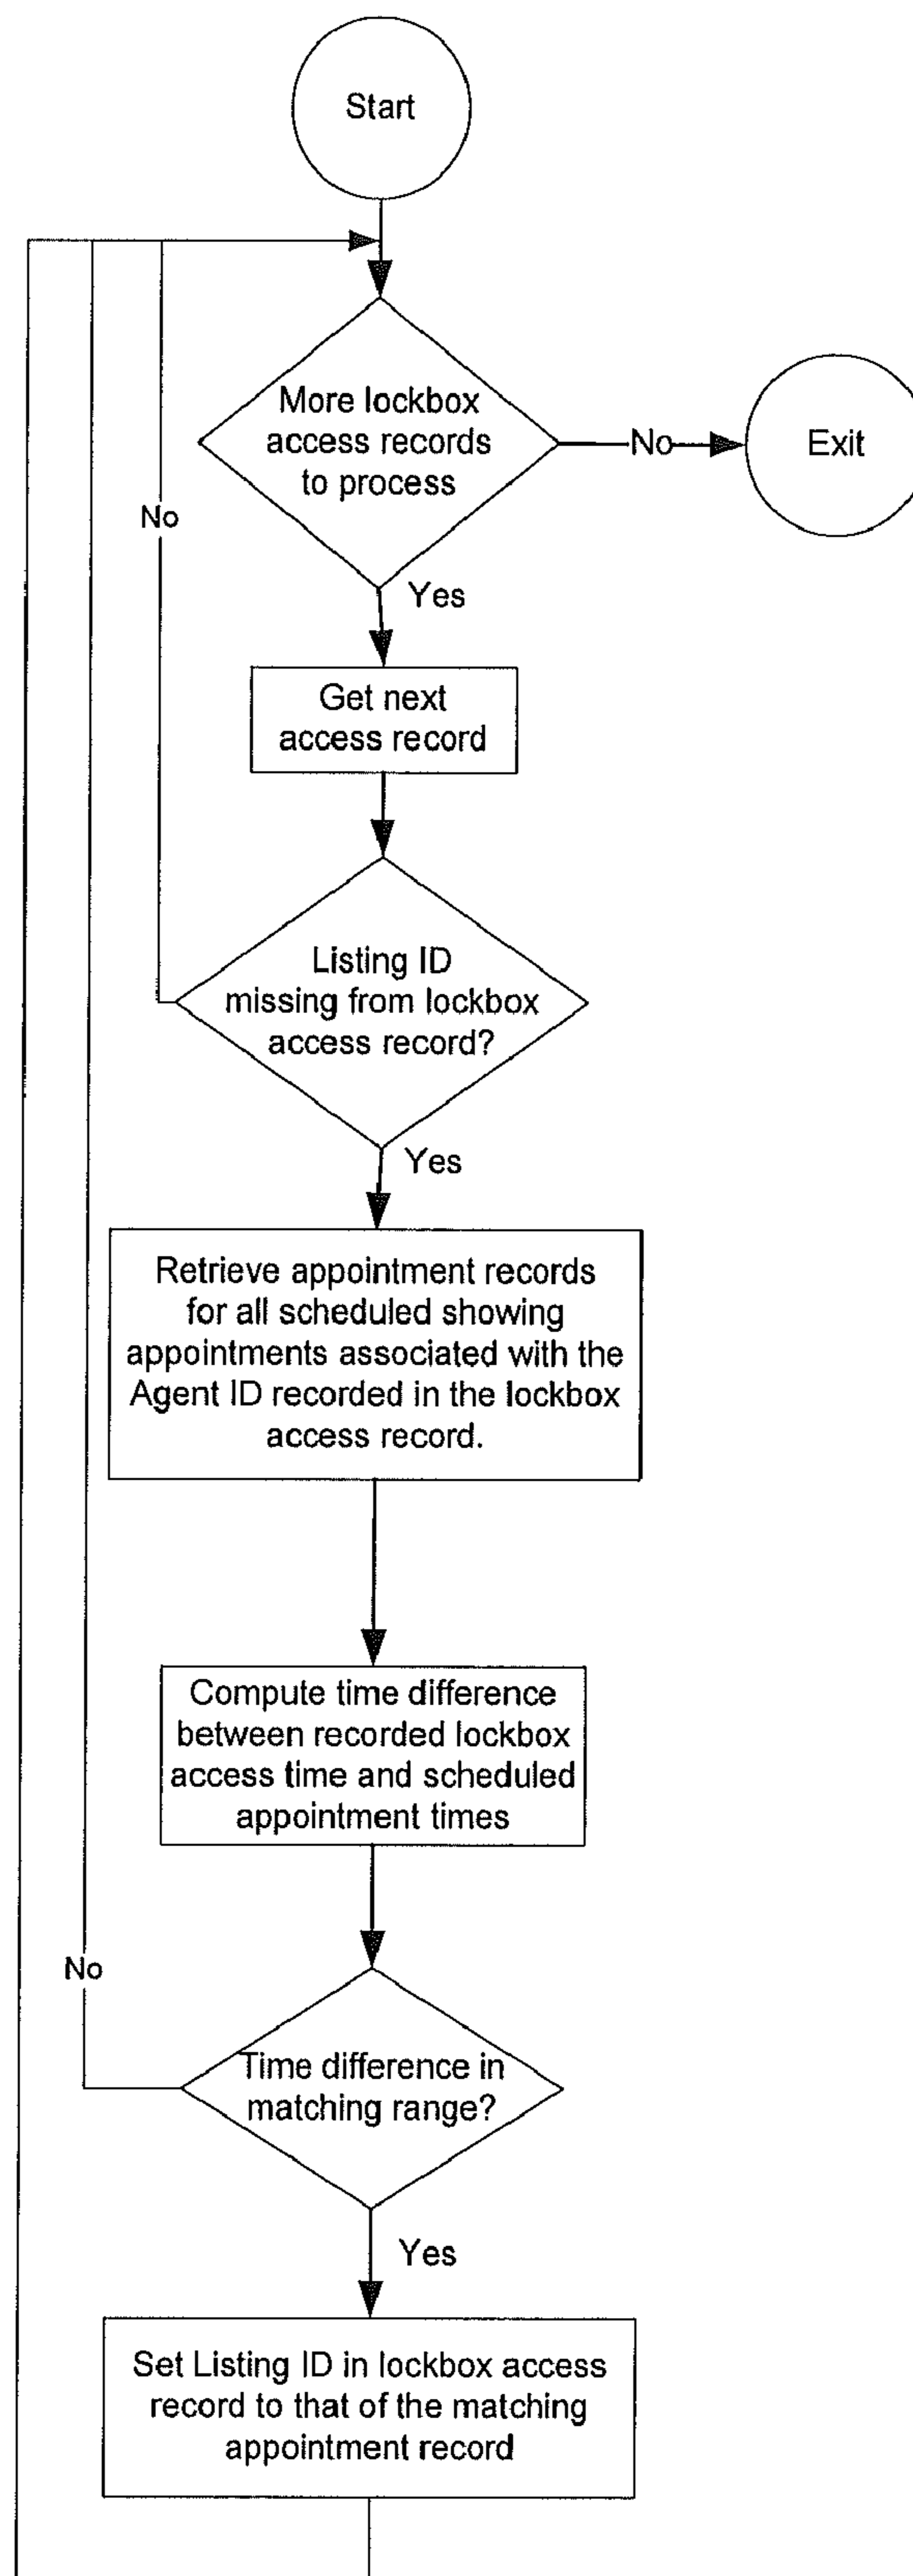 Start
More lockbox
access records
to process
No
Exit
Yes
Get next
access record
No
Listing ID
missing from lockbox
access record?
Yes
Retrieve appointment records
for all scheduled showing
appointments associated with the
Agent ID recorded in the lockbox
access record.
Compute time difference
between recorded lockbox
access time and scheduled
appointment times
No
Time difference in
matching range?
Yes
Set Listing ID in lockbox access
record to that of the matching
appointment record